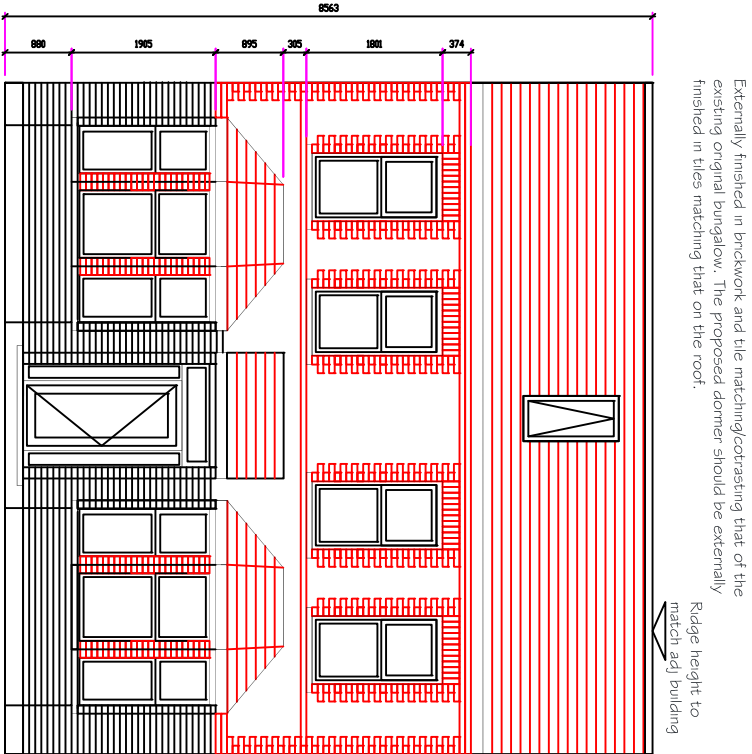 8563
880
1905
895
305
1801
374
Externally finished in brickwork and tile matching/cotrasting that of the
existing original bungalow. The proposed dormer should be externally
finished in tiles matching that on the roof.
Ridge height to
match adj building